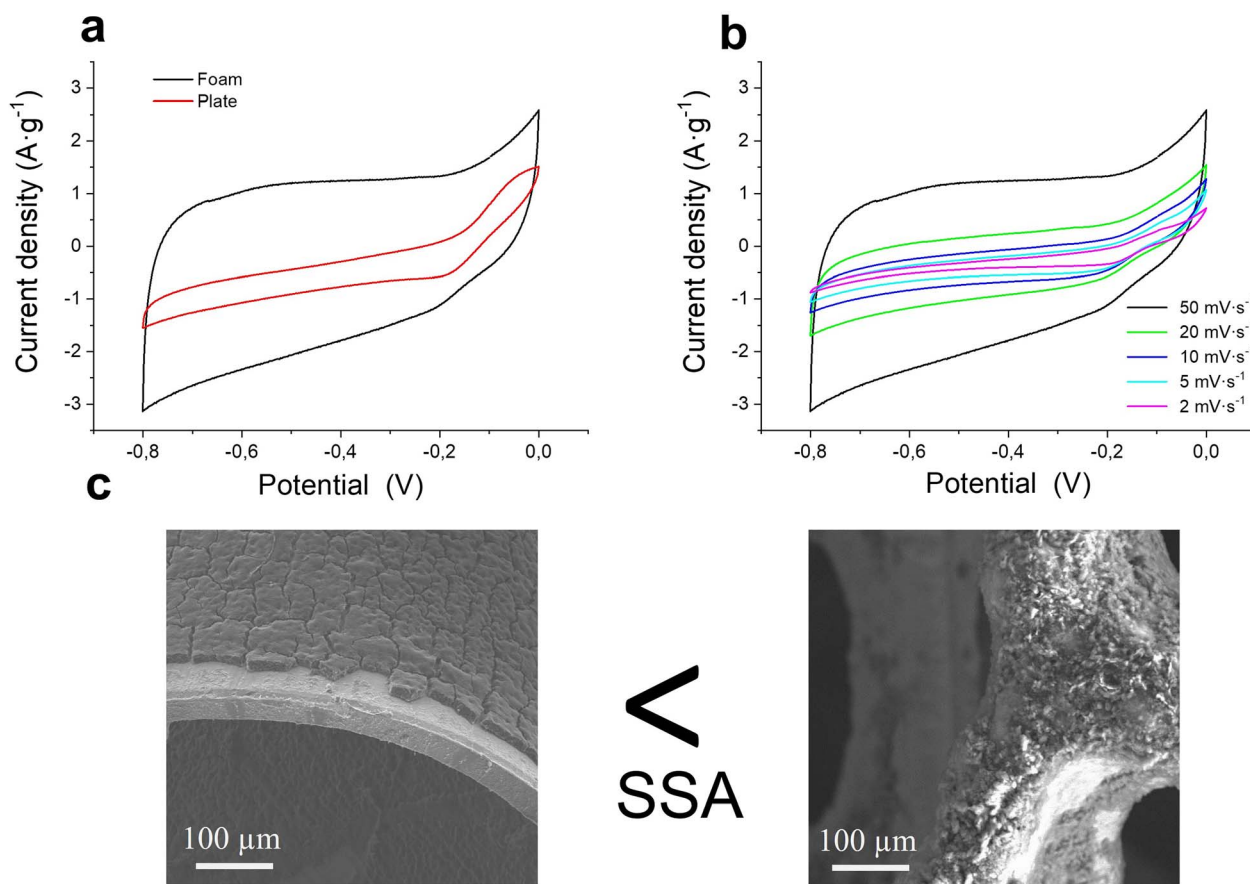 a
Current density (A·g⁻¹)
3
2
1
0
-1
-2
-3
Foam
Plate
-0,8
-0,6
-0,4
-0,2
0,0
Potential (V)
b
Current density (A·g⁻¹)
3
2
1
0
-1
-2
-3
50 mV·s⁻
20 mV·s⁻
10 mV·s⁻
5 mV·s⁻¹
2 mV·s⁻¹
-0,8
-0,6
-0,4
-0,2
0,0
Potential (V)
c
100 µm
<
SSA
100 µm